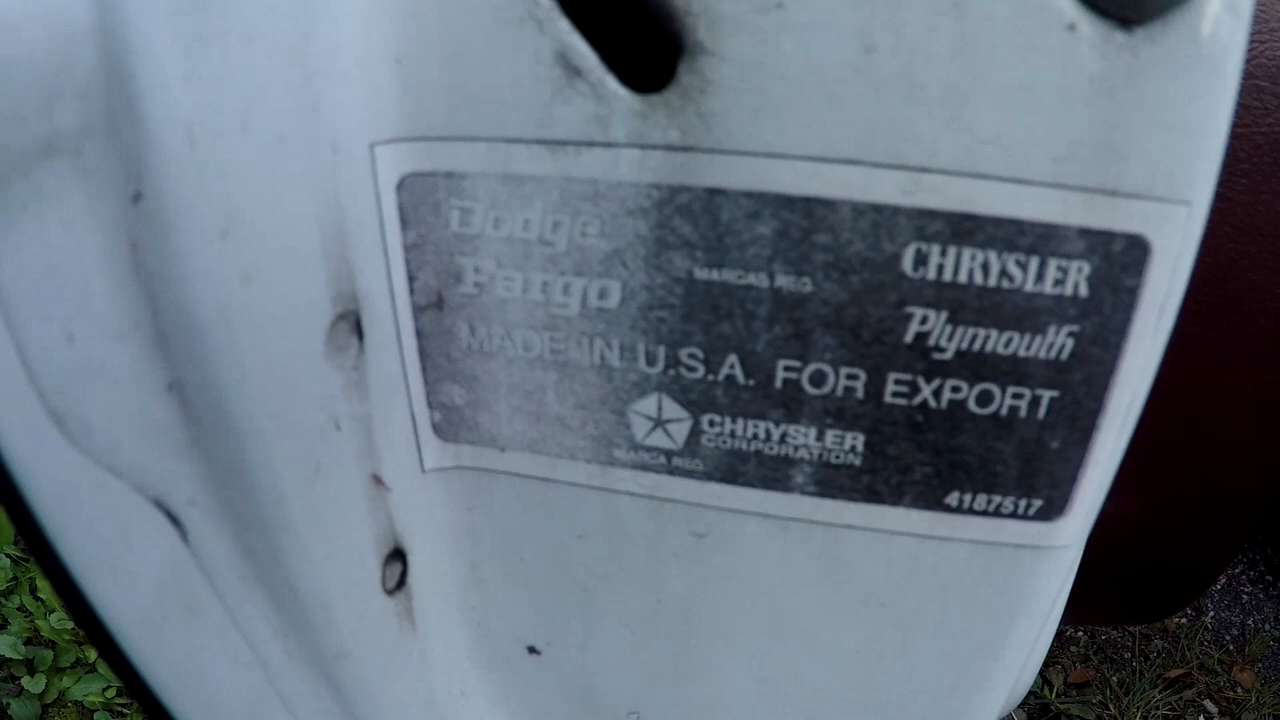 Dodge
Fargo
MARCAS REG.
CHRYSLER
Plymouth
MADE IN U.S.A. FOR EXPORT
CHRYSLER
CORPORATION
MARCA REG.
4187517